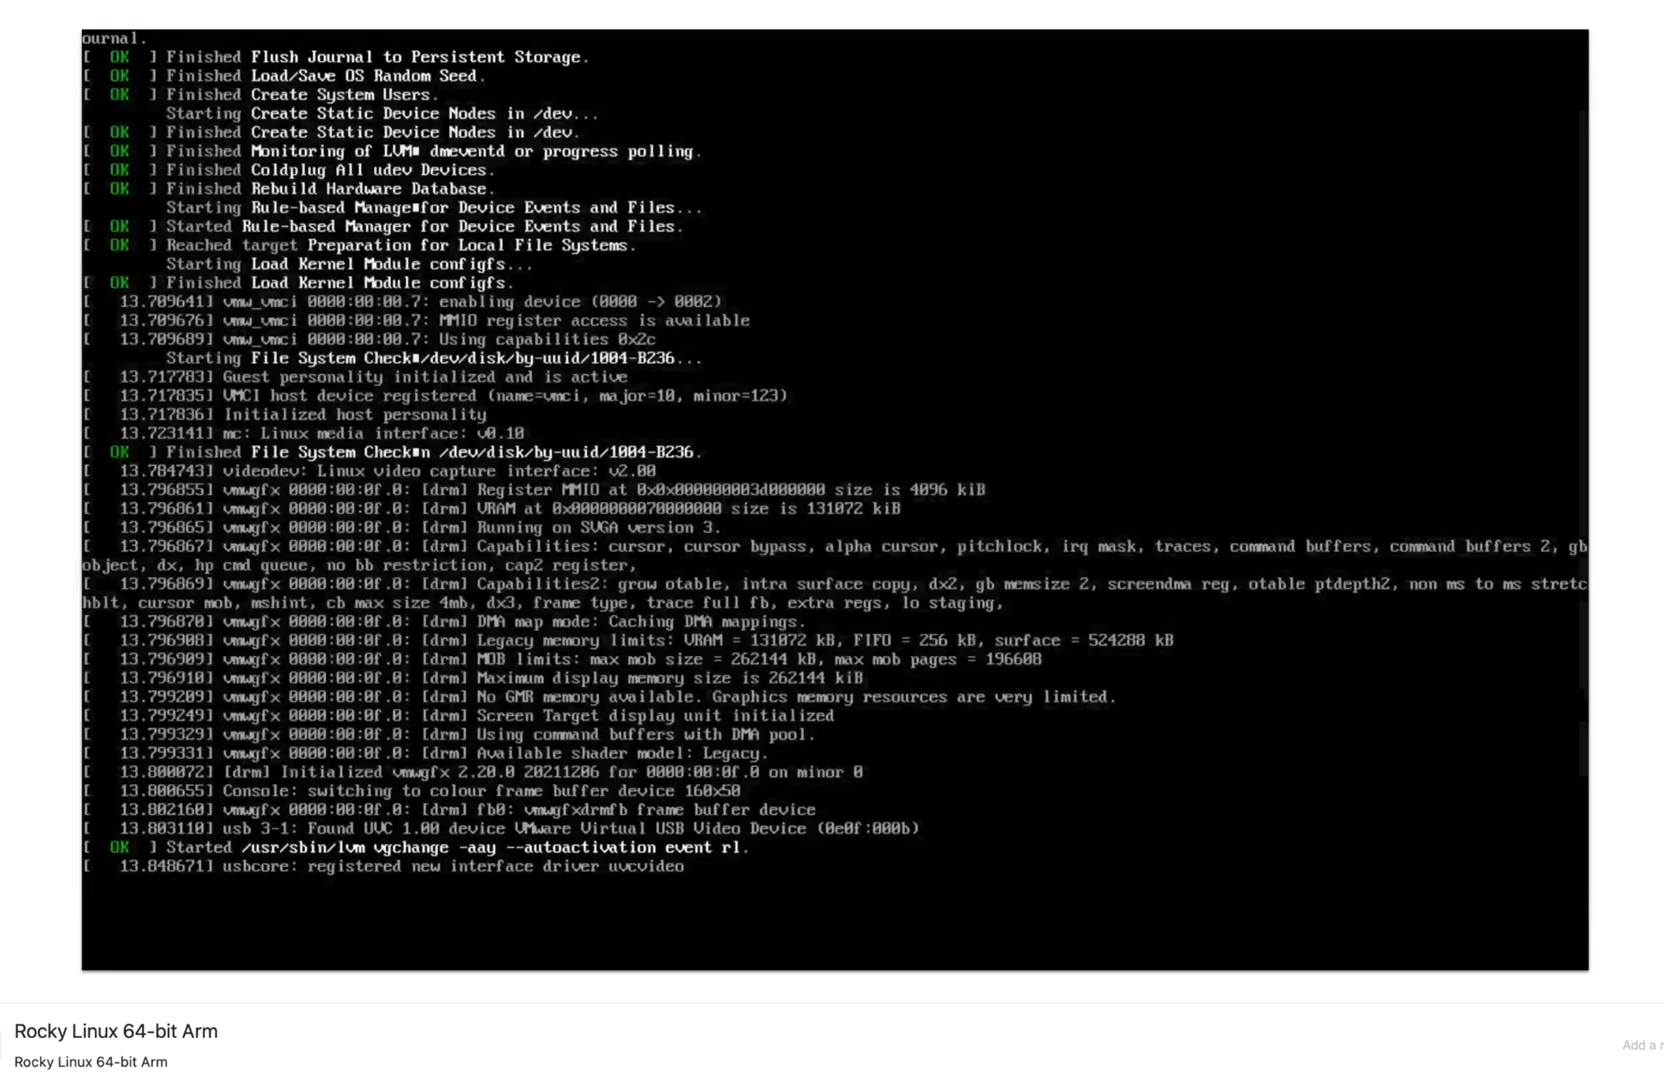 ournal.
[  OK  ] Finished Flush Journal to Persistent Storage.
[  OK  ] Finished Load/Save OS Random Seed.
[  OK  ] Finished Create System Users.
         Starting Create Static Device Nodes in /dev...
[  OK  ] Finished Create Static Device Nodes in /dev.
[  OK  ] Finished Monitoring of LVM■ dmeventd or progress polling.
[  OK  ] Finished Coldplug All udev Devices.
[  OK  ] Finished Rebuild Hardware Database.
         Starting Rule-based Manage■for Device Events and Files...
[  OK  ] Started Rule-based Manager for Device Events and Files.
[  OK  ] Reached target Preparation for Local File Systems.
         Starting Load Kernel Module configfs...
[  OK  ] Finished Load Kernel Module configfs.
[   13.709641] vmw_vmci 0000:00:00.7: enabling device (0000 -> 0002)
[   13.709676] vmw_vmci 0000:00:00.7: MMIO register access is available
[   13.709689] vmw_vmci 0000:00:00.7: Using capabilities 0x2c
         Starting File System Check■/dev/disk/by-uuid/1004-B236...
[   13.717783] Guest personality initialized and is active
[   13.717835] VMCI host device registered (name=vmci, major=10, minor=123)
[   13.717836] Initialized host personality
[   13.723141] mc: Linux media interface: v0.10
[  OK  ] Finished File System Check■n /dev/disk/by-uuid/1004-B236.
[   13.784743] videodev: Linux video capture interface: v2.00
[   13.796855] vmwgfx 0000:00:0f.0: [drm] Register MMIO at 0x0x000000003d000000 size is 4096 kiB
[   13.796861] vmwgfx 0000:00:0f.0: [drm] VRAM at 0x0000000070000000 size is 131072 kiB
[   13.796865] vmwgfx 0000:00:0f.0: [drm] Running on SVGA version 3.
[   13.796867] vmwgfx 0000:00:0f.0: [drm] Capabilities: cursor, cursor bypass, alpha cursor, pitchlock, irq mask, traces, command buffers, command buffers 2, gb
object, dx, hp cmd queue, no bb restriction, cap2 register,
[   13.796869] vmwgfx 0000:00:0f.0: [drm] Capabilities2: grow otable, intra surface copy, dx2, gb memsize 2, screendma reg, otable ptdepth2, non ms to ms stretc
hblt, cursor mob, mshint, cb max size 4mb, dx3, frame type, trace full fb, extra regs, lo staging,
[   13.796870] vmwgfx 0000:00:0f.0: [drm] DMA map mode: Caching DMA mappings.
[   13.796908] vmwgfx 0000:00:0f.0: [drm] Legacy memory limits: VRAM = 131072 kB, FIFO = 256 kB, surface = 524288 kB
[   13.796909] vmwgfx 0000:00:0f.0: [drm] MOB limits: max mob size = 262144 kB, max mob pages = 196608
[   13.796910] vmwgfx 0000:00:0f.0: [drm] Maximum display memory size is 262144 kiB
[   13.799209] vmwgfx 0000:00:0f.0: [drm] No GMR memory available. Graphics memory resources are very limited.
[   13.799249] vmwgfx 0000:00:0f.0: [drm] Screen Target display unit initialized
[   13.799329] vmwgfx 0000:00:0f.0: [drm] Using command buffers with DMA pool.
[   13.799331] vmwgfx 0000:00:0f.0: [drm] Available shader model: Legacy.
[   13.800072] [drm] Initialized vmwgfx 2.20.0 20211206 for 0000:00:0f.0 on minor 0
[   13.800655] Console: switching to colour frame buffer device 160x50
[   13.802160] vmwgfx 0000:00:0f.0: [drm] fb0: vmwgfxdrmfb frame buffer device
[   13.803110] usb 3-1: Found UVC 1.00 device VMware Virtual USB Video Device (0e0f:000b)
[  OK  ] Started /usr/sbin/lvm vgchange -aay --autoactivation event rl.
[   13.848671] usbcore: registered new interface driver uvcvideo
Rocky Linux 64-bit Arm
Rocky Linux 64-bit Arm
Add a